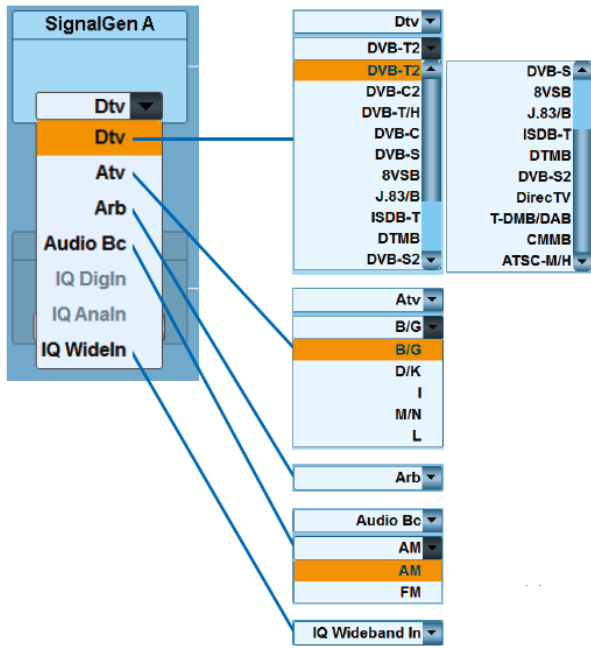 SignalGen A
Dtv
Dtv
Atv
Arb
Audio Bc
IQ DigIn
IQ AnaIn
IQ WideIn
Dtv
DVB-T2
DVB-T2
DVB-C2
DVB-T/H
DVB-C
DVB-S
8VSB
J.83/B
ISDB-T
DTMB
DVB-S2
DVB-S
8VSB
J.83/B
ISDB-T
DTMB
DVB-S2
DirecTV
T-DMB/DAB
CMMB
ATSC-M/H
Atv
B/G
B/G
D/K
I
M/N
L
Arb
Audio Bc
AM
AM
FM
IQ Wideband In